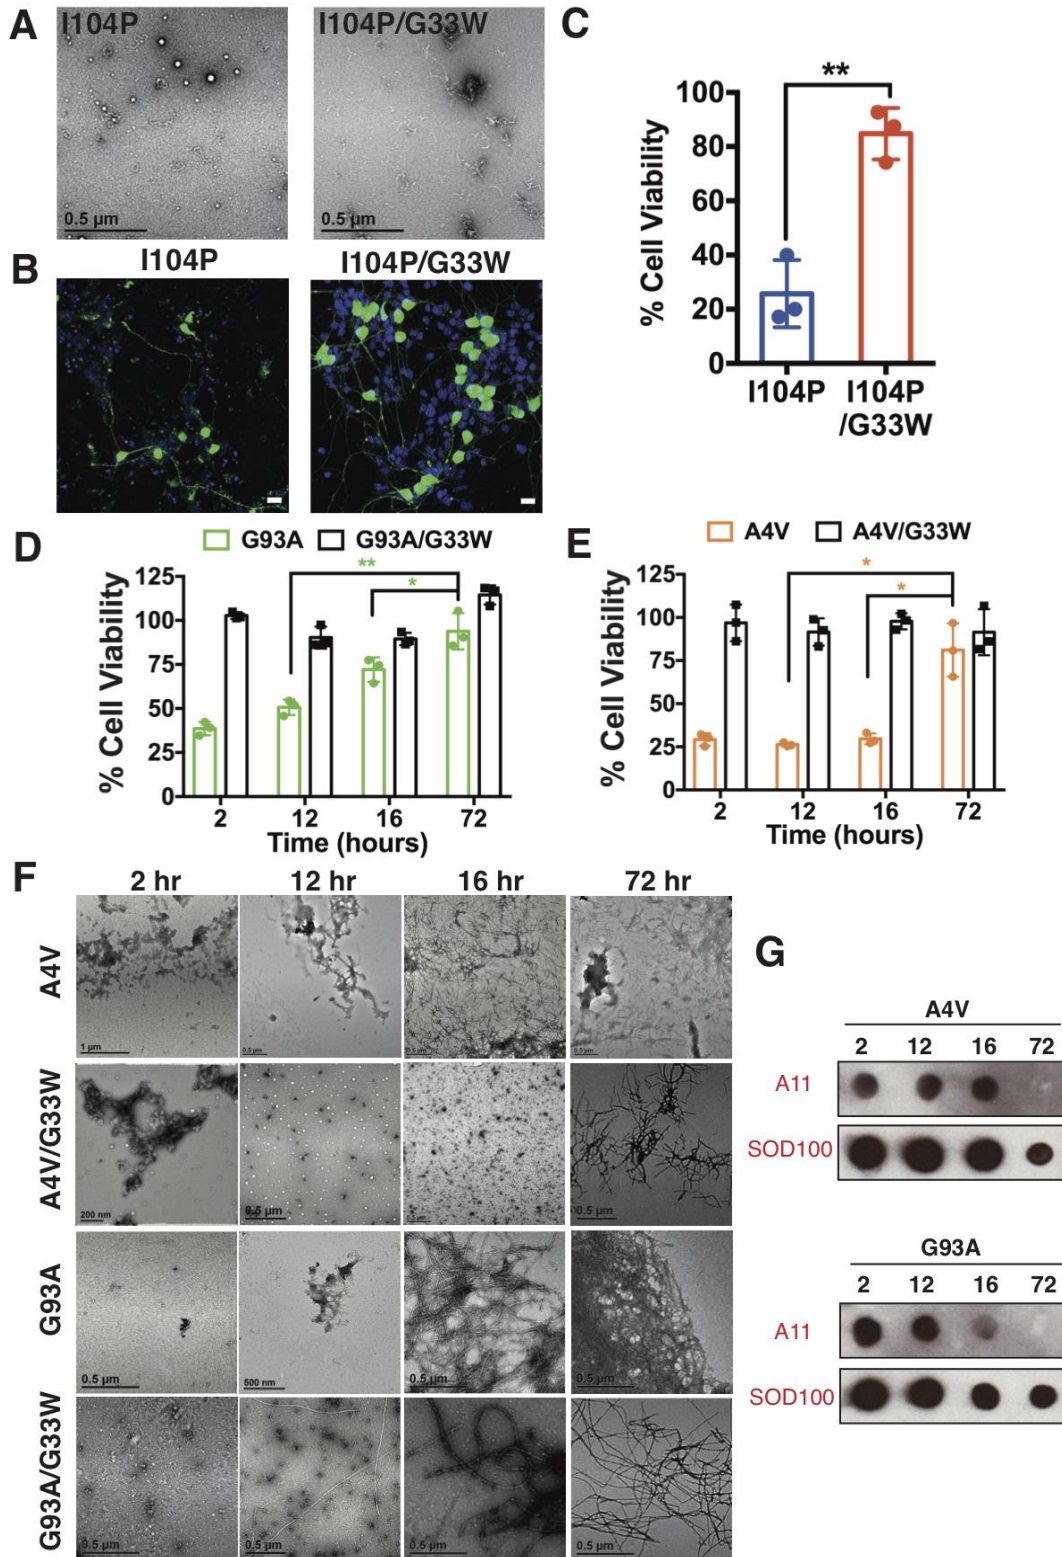 A
I104P
I104P/G33W
0.5 µm
0.5 µm
B
I104P
I104P/G33W
C
**
% Cell Viability
100
80
60
40
20
0
I104P
I104P
/G33W
D
G93A
G93A/G33W
**
*
% Cell Viability
125
100
75
50
25
0
2
12
16
72
Time (hours)
E
A4V
A4V/G33W
*
*
% Cell Viability
125
100
75
50
25
0
2
12
16
72
Time (hours)
F
2 hr
12 hr
16 hr
72 hr
A4V
1 µm
0.5 µm
0.5 µm
0.5 µm
A4V/G33W
200 nm
0.5 µm
0.5 µm
G93A
0.5 µm
500 nm
0.5 µm
0.5 µm
G93A/G33W
0.5 µm
0.5 µm
0.5 µm
0.5 µm
G
A4V
2 12 16 72
A11
SOD100
G93A
2 12 16 72
A11
SOD100